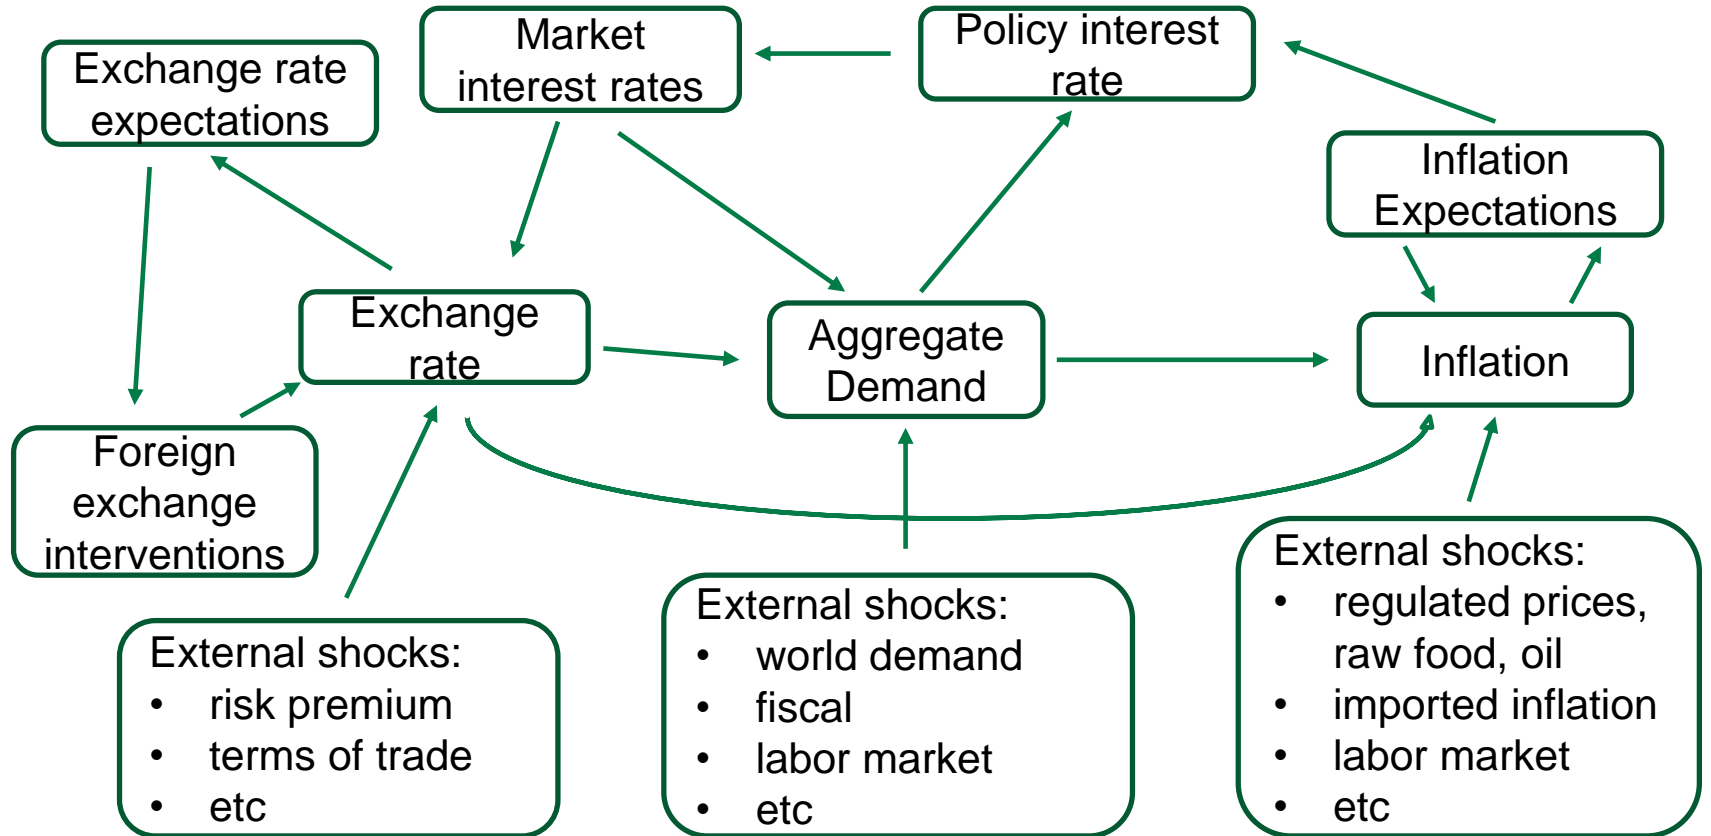 Market
interest rates
Policy interest
rate
Exchange rate
expectations
Inflation
Expectations
Exchange
rate
Aggregate
Demand
Inflation
Foreign
exchange
interventions
External shocks:
• risk premium
• terms of trade
• etc
External shocks:
• world demand
• fiscal
• labor market
• etc
External shocks:
• regulated prices,
raw food, oil
• imported inflation
• labor market
• etc